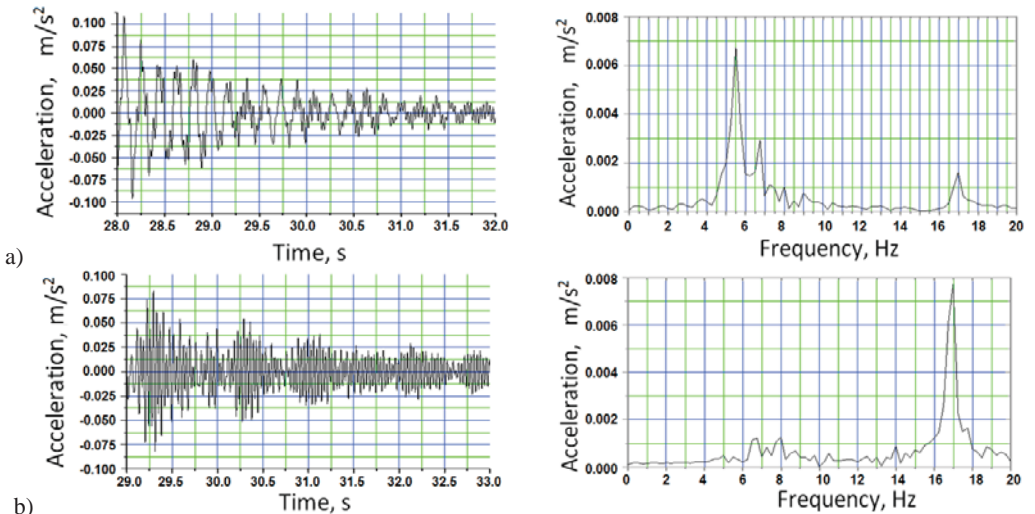 a)
Acceleration, m/s²
0.100
0.075
0.050
0.025
0.000
-0.025
-0.050
-0.075
-0.100
28.0 28.5 29.0 29.5 30.0 30.5 31.0 31.5 32.0
Time, s
Acceleration, m/s²
0.008
0.006
0.004
0.002
0.000
0 2 4 6 8 10 12 14 16 18 20
Frequency, Hz
b)
Acceleration, m/s²
0.100
0.075
0.050
0.025
0.000
-0.025
-0.050
-0.075
-0.100
29.0 29.5 30.0 30.5 31.0 31.5 32.0 32.5 33.0
Time, s
Acceleration, m/s²
0.008
0.006
0.004
0.002
0.000
0 2 4 6 8 10 12 14 16 18 20
Frequency, Hz